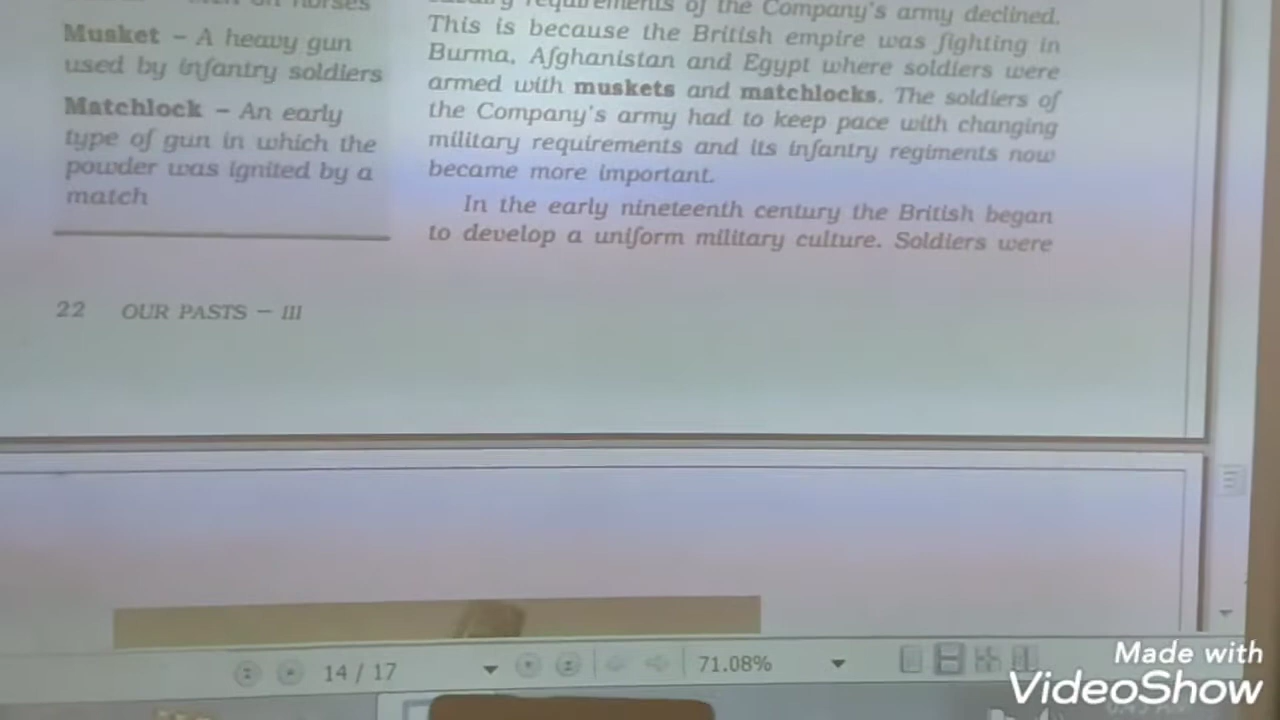 horses
Musket – A heavy gun
used by infantry soldiers
Matchlock – An early
type of gun in which the
powder was ignited by a
match
requirements of the Company's army declined.
This is because the British empire was fighting in
Burma, Afghanistan and Egypt where soldiers were
armed with muskets and matchlocks. The soldiers of
the Company's army had to keep pace with changing
military requirements and its infantry regiments now
became more important.
In the early nineteenth century the British began
to develop a uniform military culture. Soldiers were
22 OUR PASTS – III
14 / 17
71.08%
Made with
VideoShow